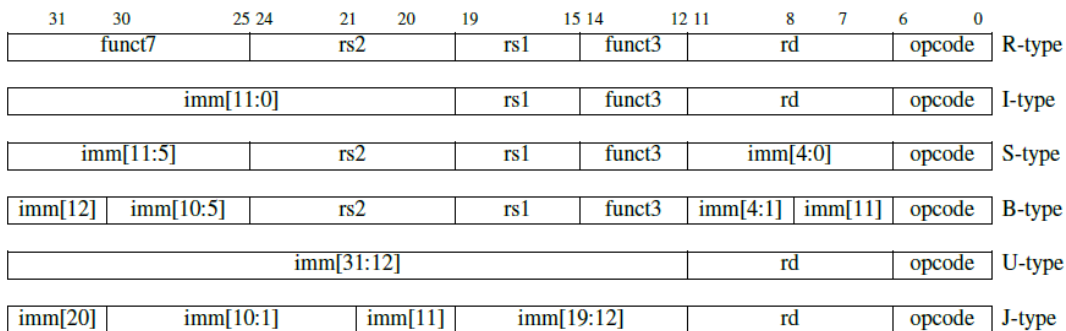 31 30 25 24 21 20 19 15 14 12 11 8 7 6 0
funct7 rs2 rs1 funct3 rd opcode R-type
imm[11:0] rs1 funct3 rd opcode I-type
imm[11:5] rs2 rs1 funct3 imm[4:0] opcode S-type
imm[12] imm[10:5] rs2 rs1 funct3 imm[4:1] imm[11] opcode B-type
imm[31:12] rd opcode U-type
imm[20] imm[10:1] imm[11] imm[19:12] rd opcode J-type